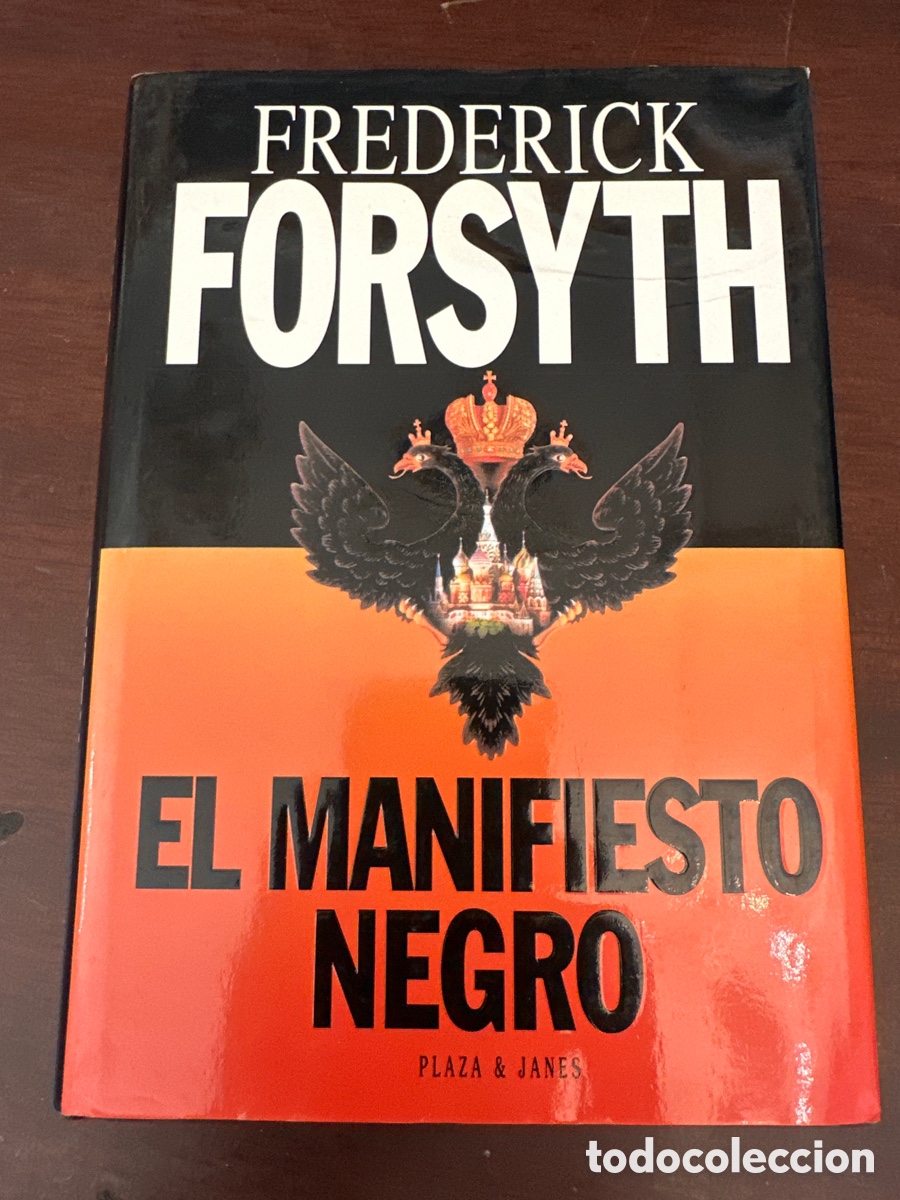 FREDERICK
FORSYTH
EL MANIFIESTO
NEGRO
PLAZA & JANES
todocoleccion